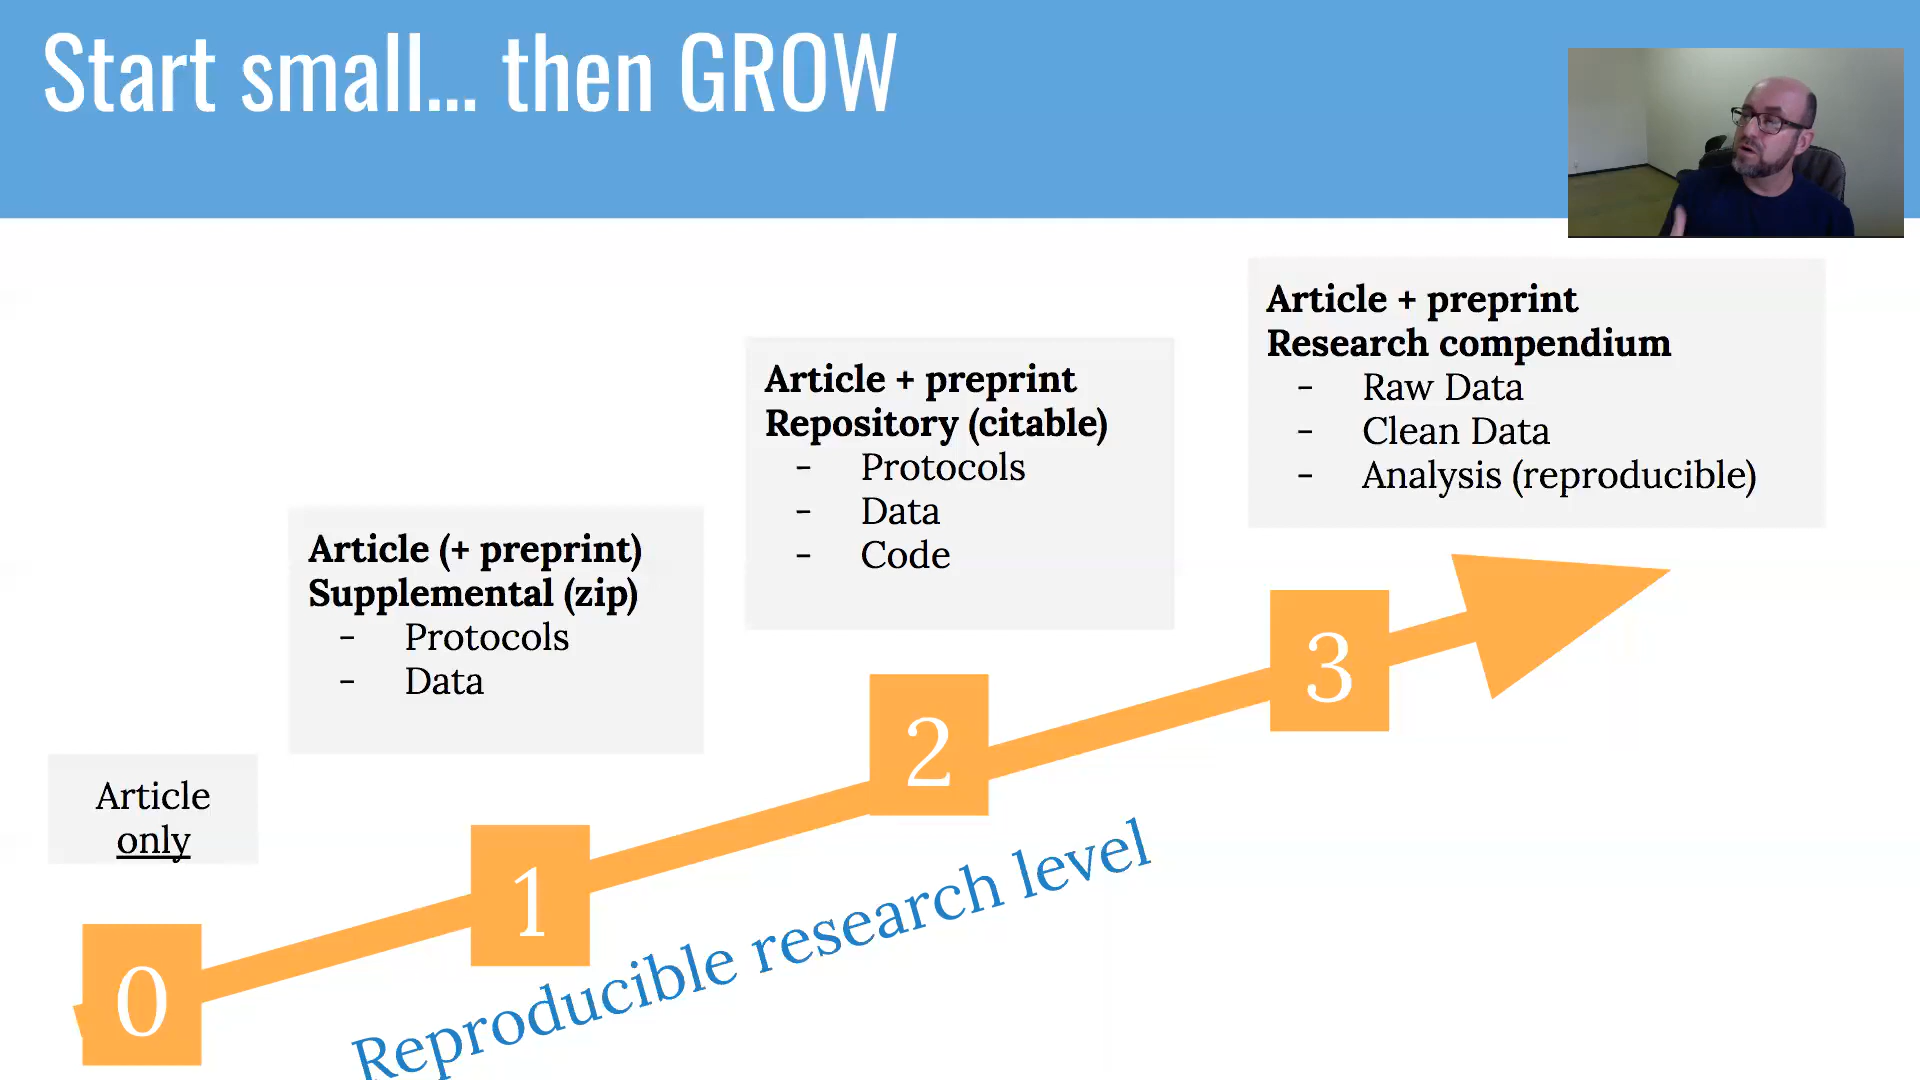 Start small... then GROW
Article + preprint
Research compendium
- Raw Data
- Clean Data
- Analysis (reproducible)
Article + preprint
Repository (citable)
- Protocols
- Data
- Code
Article (+ preprint)
Supplemental (zip)
- Protocols
- Data
Article
only
0
1
2
3
Reproducible research level